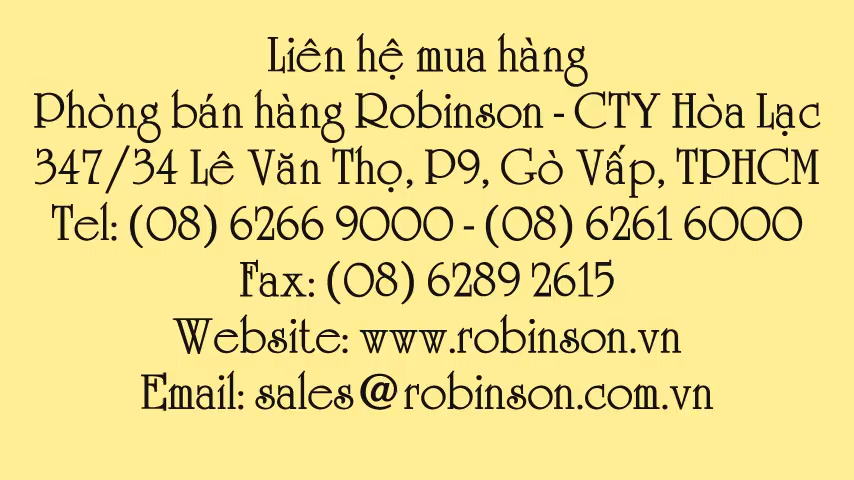 Liên hệ mua hàng
Phòng bán hàng Robinson - CTY Hòa Lạc
347/34 Lê Văn Thọ, P9, Gò Vấp, TPHCM
Tel: (08) 6266 9000 - (08) 6261 6000
Fax: (08) 6289 2615
Website: www.robinson.vn
Email: sales@robinson.com.vn